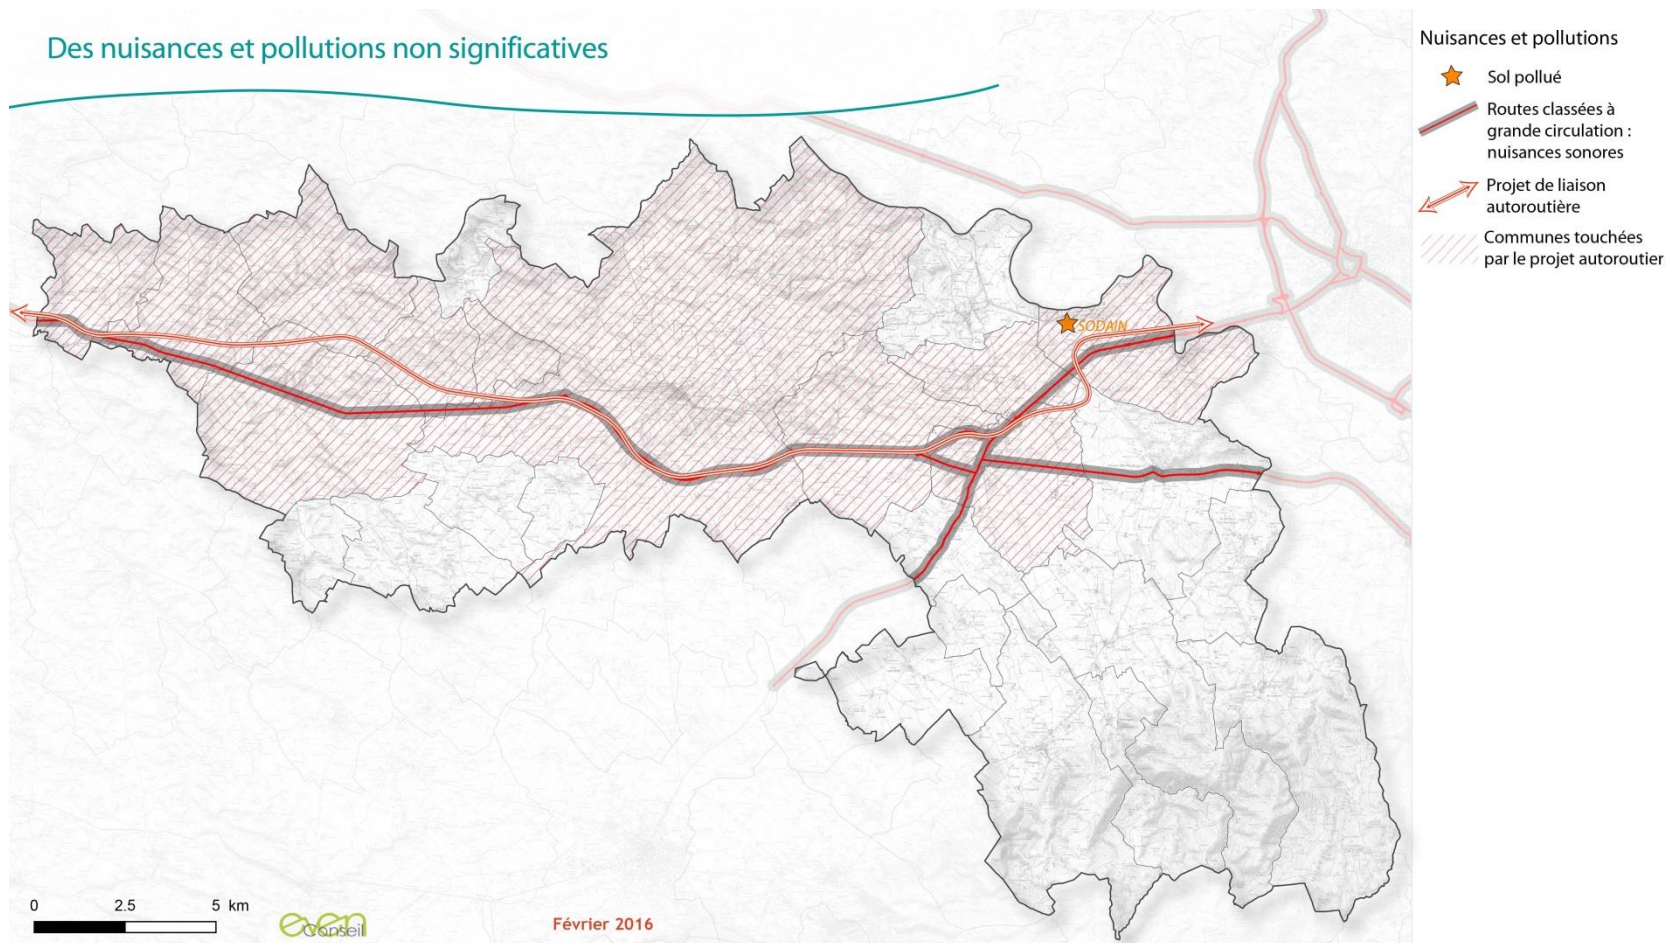 Des nuisances et pollutions non significatives
Nuisances et pollutions
Sol pollué
Routes classées à
grande circulation :
nuisances sonores
Projet de liaison
autoroutière
Communes touchées
par le projet autoroutier
SODAIN
0 2.5 5 km
even
Conseil
Février 2016